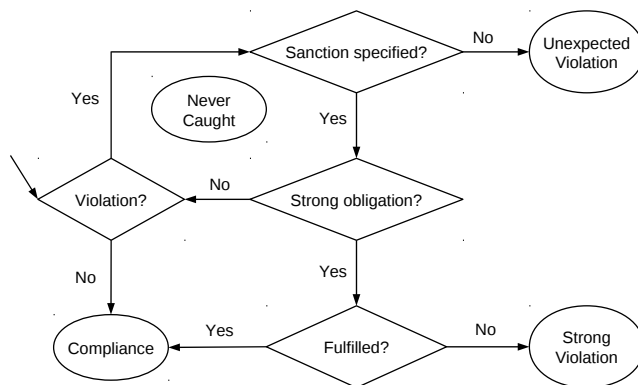 Sanction specified?
No
Unexpected
Violation
Yes
Never
Caught
Yes
Violation?
No
Strong obligation?
No
Yes
Compliance
Yes
Fulfilled?
No
Strong
Violation